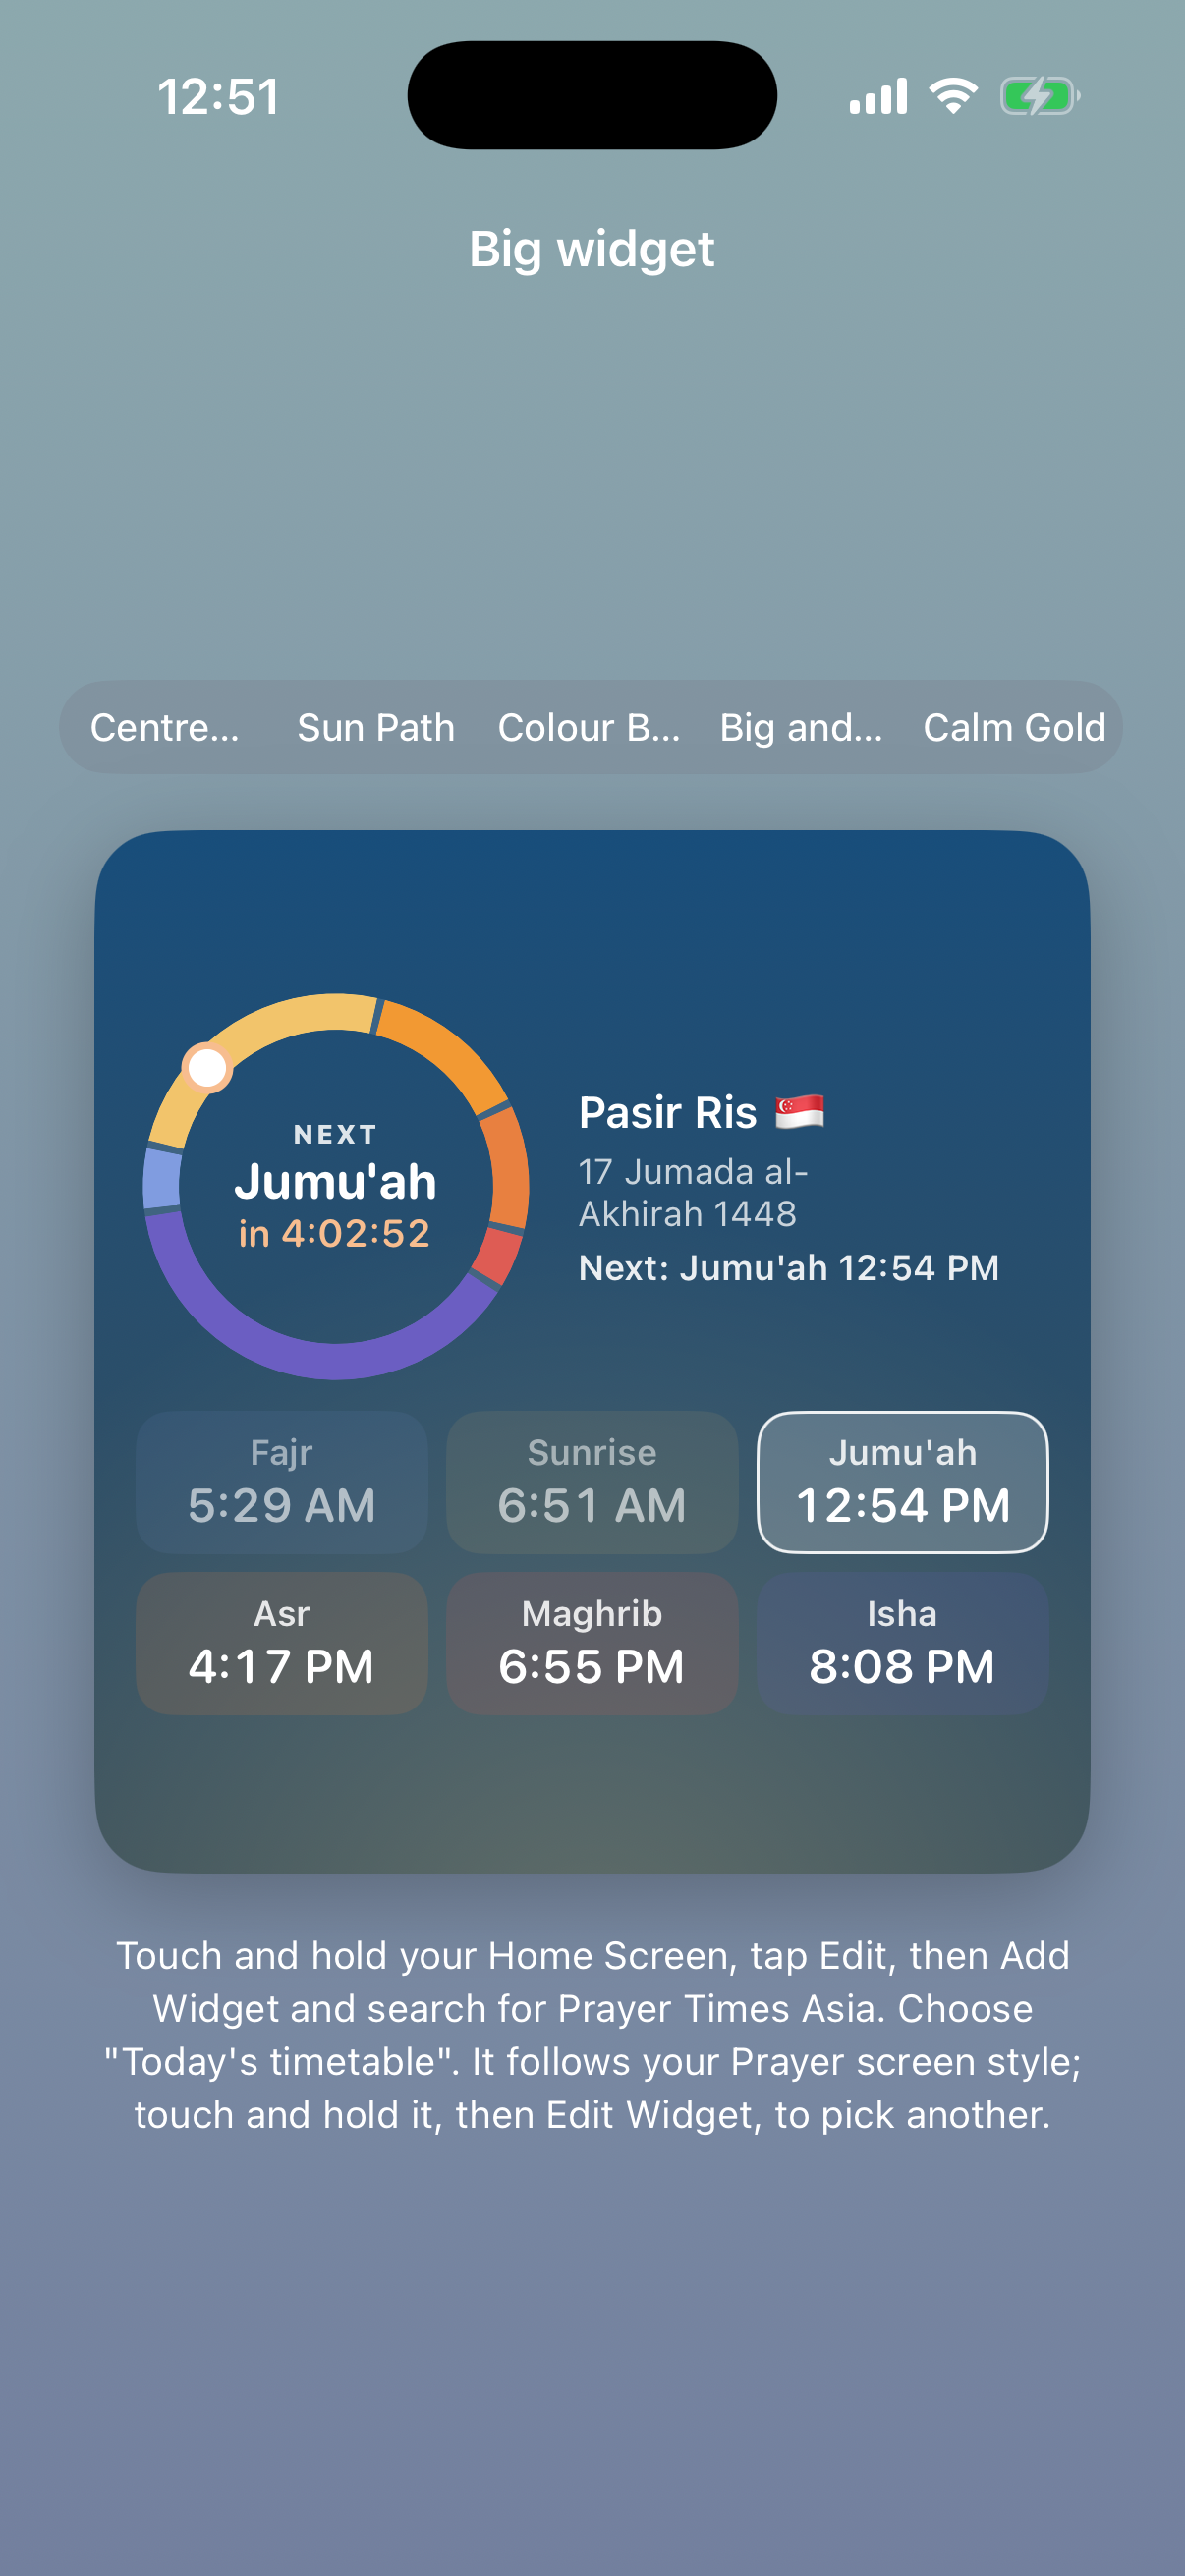 12:51
Big widget
Centre...
Sun Path
Colour B...
Big and...
Calm Gold
NEXT
Jumu'ah
in 4:02:52
Pasir Ris 🇸🇬
17 Jumada al-
Akhirah 1448
Next: Jumu'ah 12:54 PM
Fajr
5:29 AM
Sunrise
6:51 AM
Jumu'ah
12:54 PM
Asr
4:17 PM
Maghrib
6:55 PM
Isha
8:08 PM
Touch and hold your Home Screen, tap Edit, then Add
Widget and search for Prayer Times Asia. Choose
"Today's timetable". It follows your Prayer screen style;
touch and hold it, then Edit Widget, to pick another.